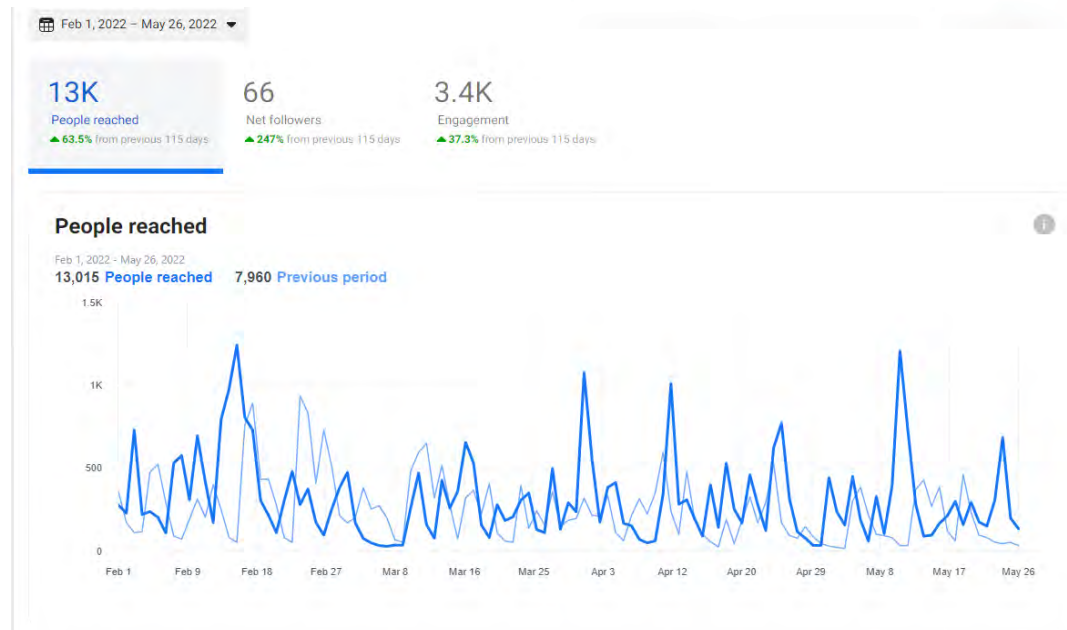 Feb 1, 2022 – May 26, 2022
13K
People reached
63.5% from previous 115 days
66
Net followers
247% from previous 115 days
3.4K
Engagement
37.3% from previous 115 days
People reached
Feb 1, 2022 - May 26, 2022
13,015 People reached 7,960 Previous period
1.5K
1K
500
0
Feb 1 Feb 9 Feb 18 Feb 27 Mar 8 Mar 16 Mar 25 Apr 3 Apr 12 Apr 20 Apr 29 May 8 May 17 May 26